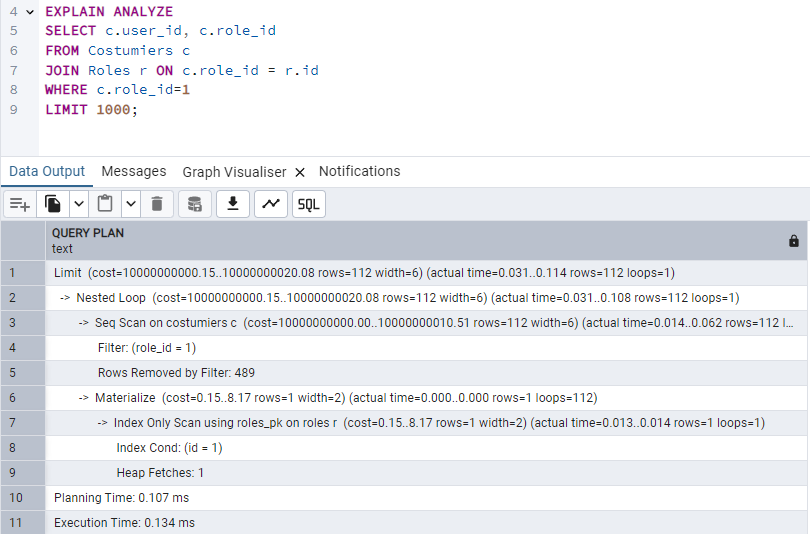 4 EXPLAIN ANALYZE
5 SELECT c.user_id, c.role_id
6 FROM Costumiers c
7 JOIN Roles r ON c.role_id = r.id
8 WHERE c.role_id=1
9 LIMIT 1000;
Data Output Messages Graph Visualiser × Notifications
SQL
QUERY PLAN
text
1 Limit (cost=10000000000.15..10000000020.08 rows=112 width=6) (actual time=0.031..0.114 rows=112 loops=1)
2 -> Nested Loop (cost=10000000000.15..10000000020.08 rows=112 width=6) (actual time=0.031..0.108 rows=112 loops=1)
3 -> Seq Scan on costumiers c (cost=10000000000.00..10000000010.51 rows=112 width=6) (actual time=0.014..0.062 rows=112 l...
4 Filter: (role_id = 1)
5 Rows Removed by Filter: 489
6 -> Materialize (cost=0.15..8.17 rows=1 width=2) (actual time=0.000..0.000 rows=1 loops=112)
7 -> Index Only Scan using roles_pk on roles r (cost=0.15..8.17 rows=1 width=2) (actual time=0.013..0.014 rows=1 loops=1)
8 Index Cond: (id = 1)
9 Heap Fetches: 1
10 Planning Time: 0.107 ms
11 Execution Time: 0.134 ms